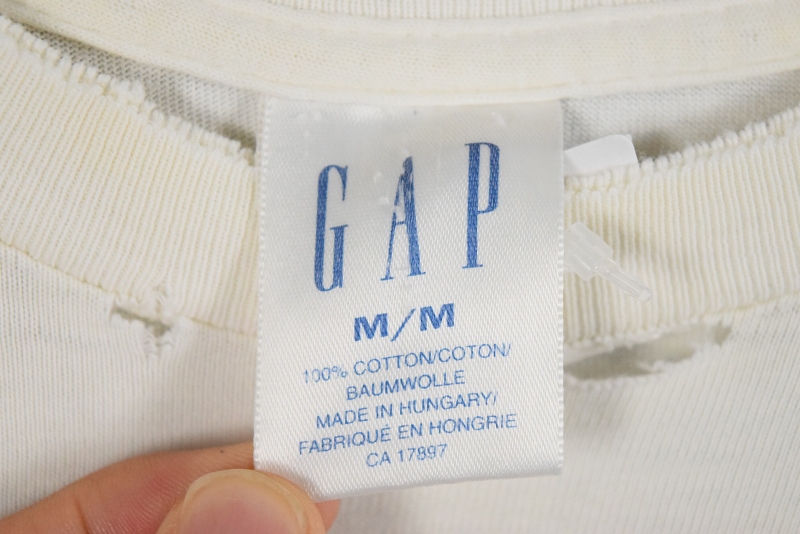 GAP
M/M
100% COTTON/COTON/
BAUMWOLLE
MADE IN HUNGARY/
FABRIQUÉ EN HONGRIE
CA 17897